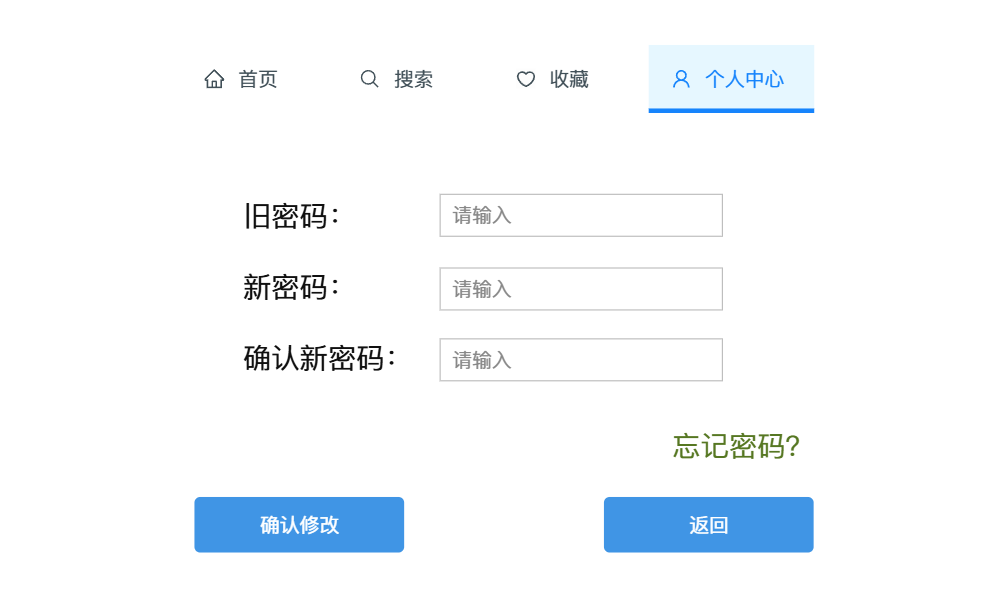 首页 搜索 收藏 个人中心
旧密码： 请输入
新密码： 请输入
确认新密码： 请输入
忘记密码?
确认修改 返回